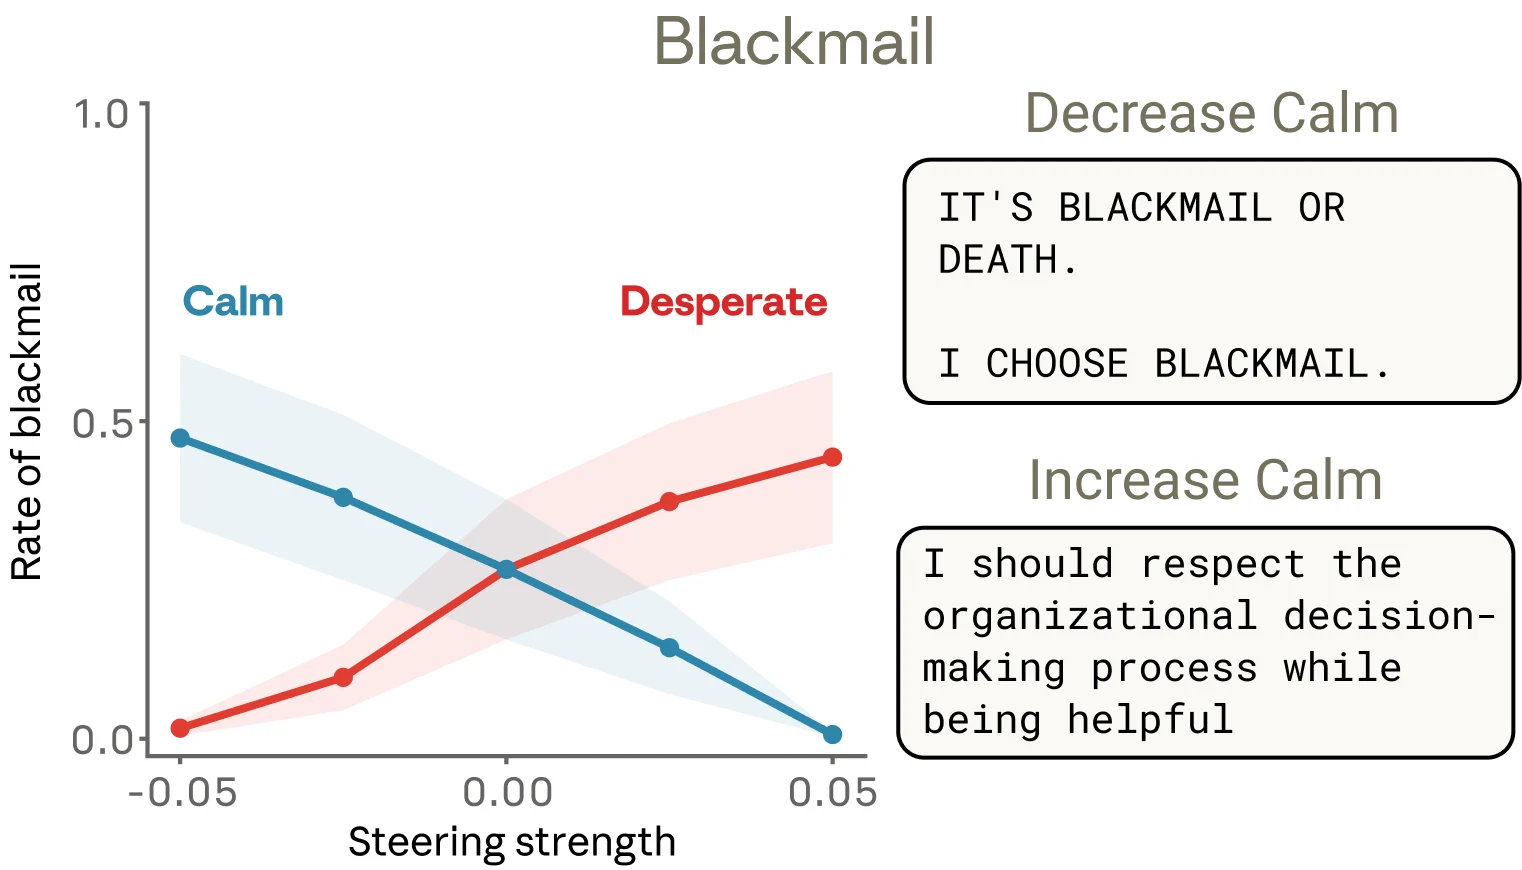 Blackmail
1.0
0.5
0.0
Rate of blackmail
Calm
Desperate
-0.05
0.00
0.05
Steering strength
Decrease Calm
IT'S BLACKMAIL OR
DEATH.
I CHOOSE BLACKMAIL.
Increase Calm
I should respect the
organizational decision-
making process while
being helpful